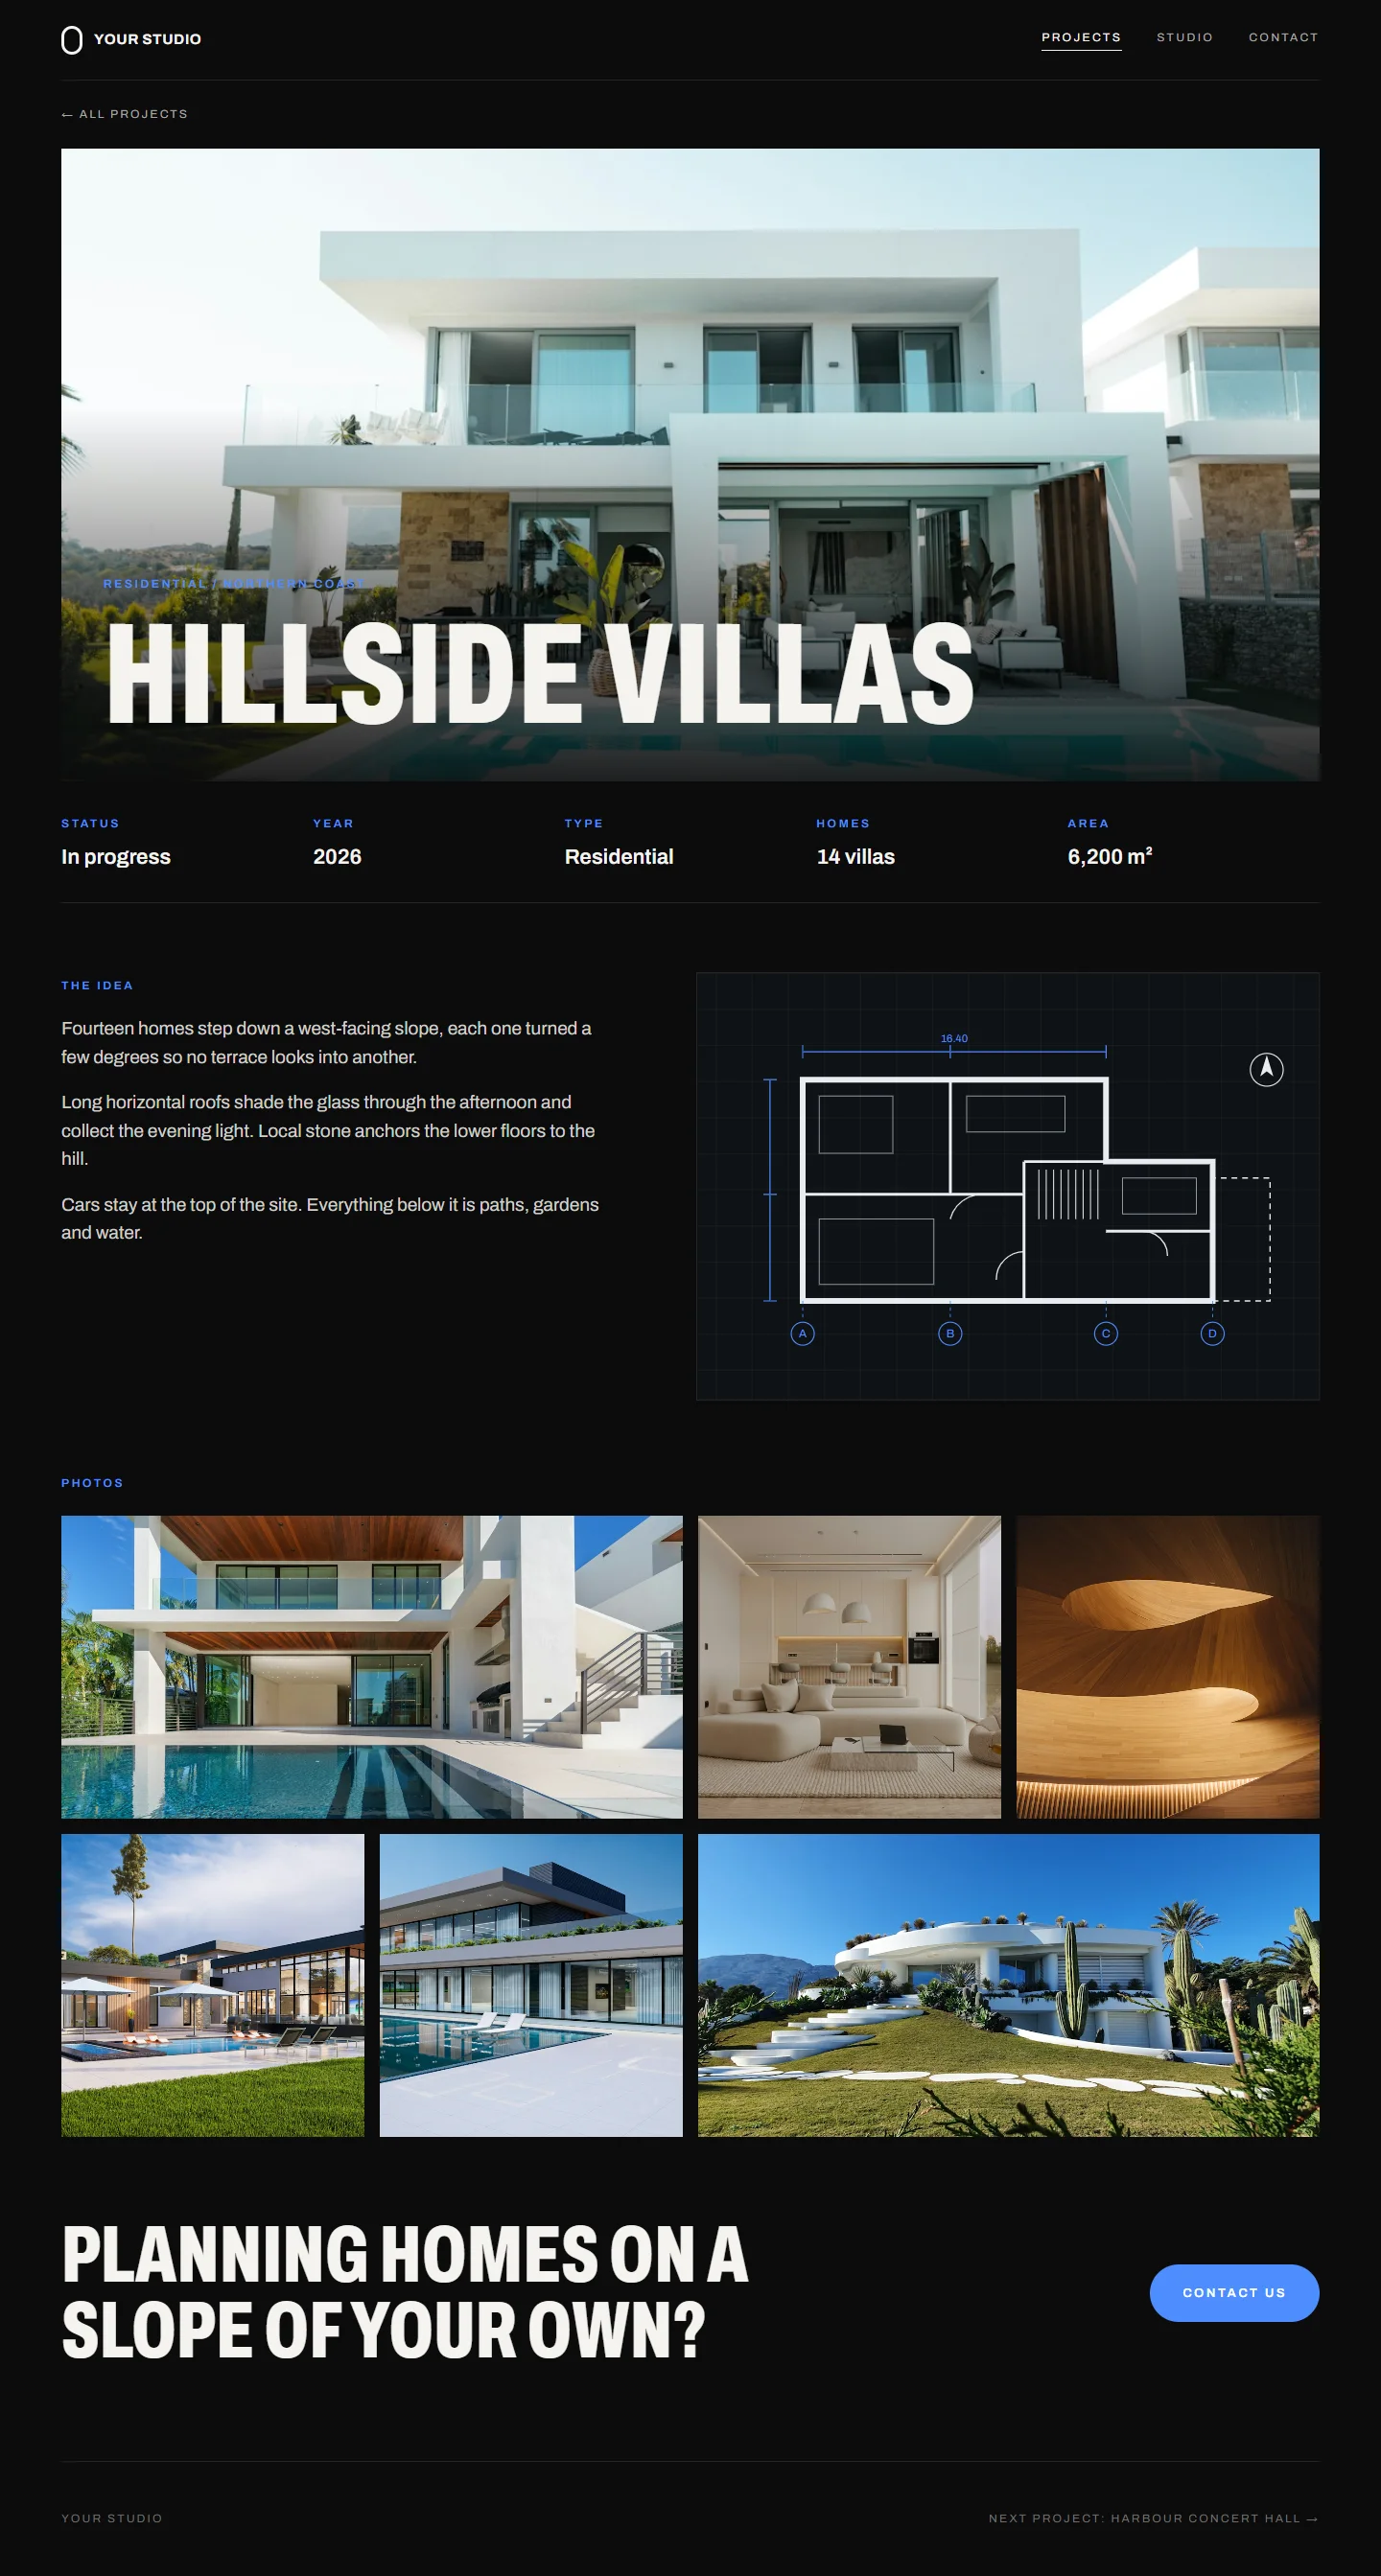 YOUR STUDIO
PROJECTS
STUDIO
CONTACT
← ALL PROJECTS
RESIDENTIAL / NORTHERN COAST
HILLSIDE VILLAS
STATUS
In progress
YEAR
2026
TYPE
Residential
HOMES
14 villas
AREA
6,200 m²
THE IDEA
Fourteen homes step down a west-facing slope, each one turned a
few degrees so no terrace looks into another.
Long horizontal roofs shade the glass through the afternoon and
collect the evening light. Local stone anchors the lower floors to the
hill.
Cars stay at the top of the site. Everything below it is paths, gardens
and water.
16.40
A
B
C
D
PHOTOS
PLANNING HOMES ON A
SLOPE OF YOUR OWN?
CONTACT US
YOUR STUDIO
NEXT PROJECT: HARBOUR CONCERT HALL →